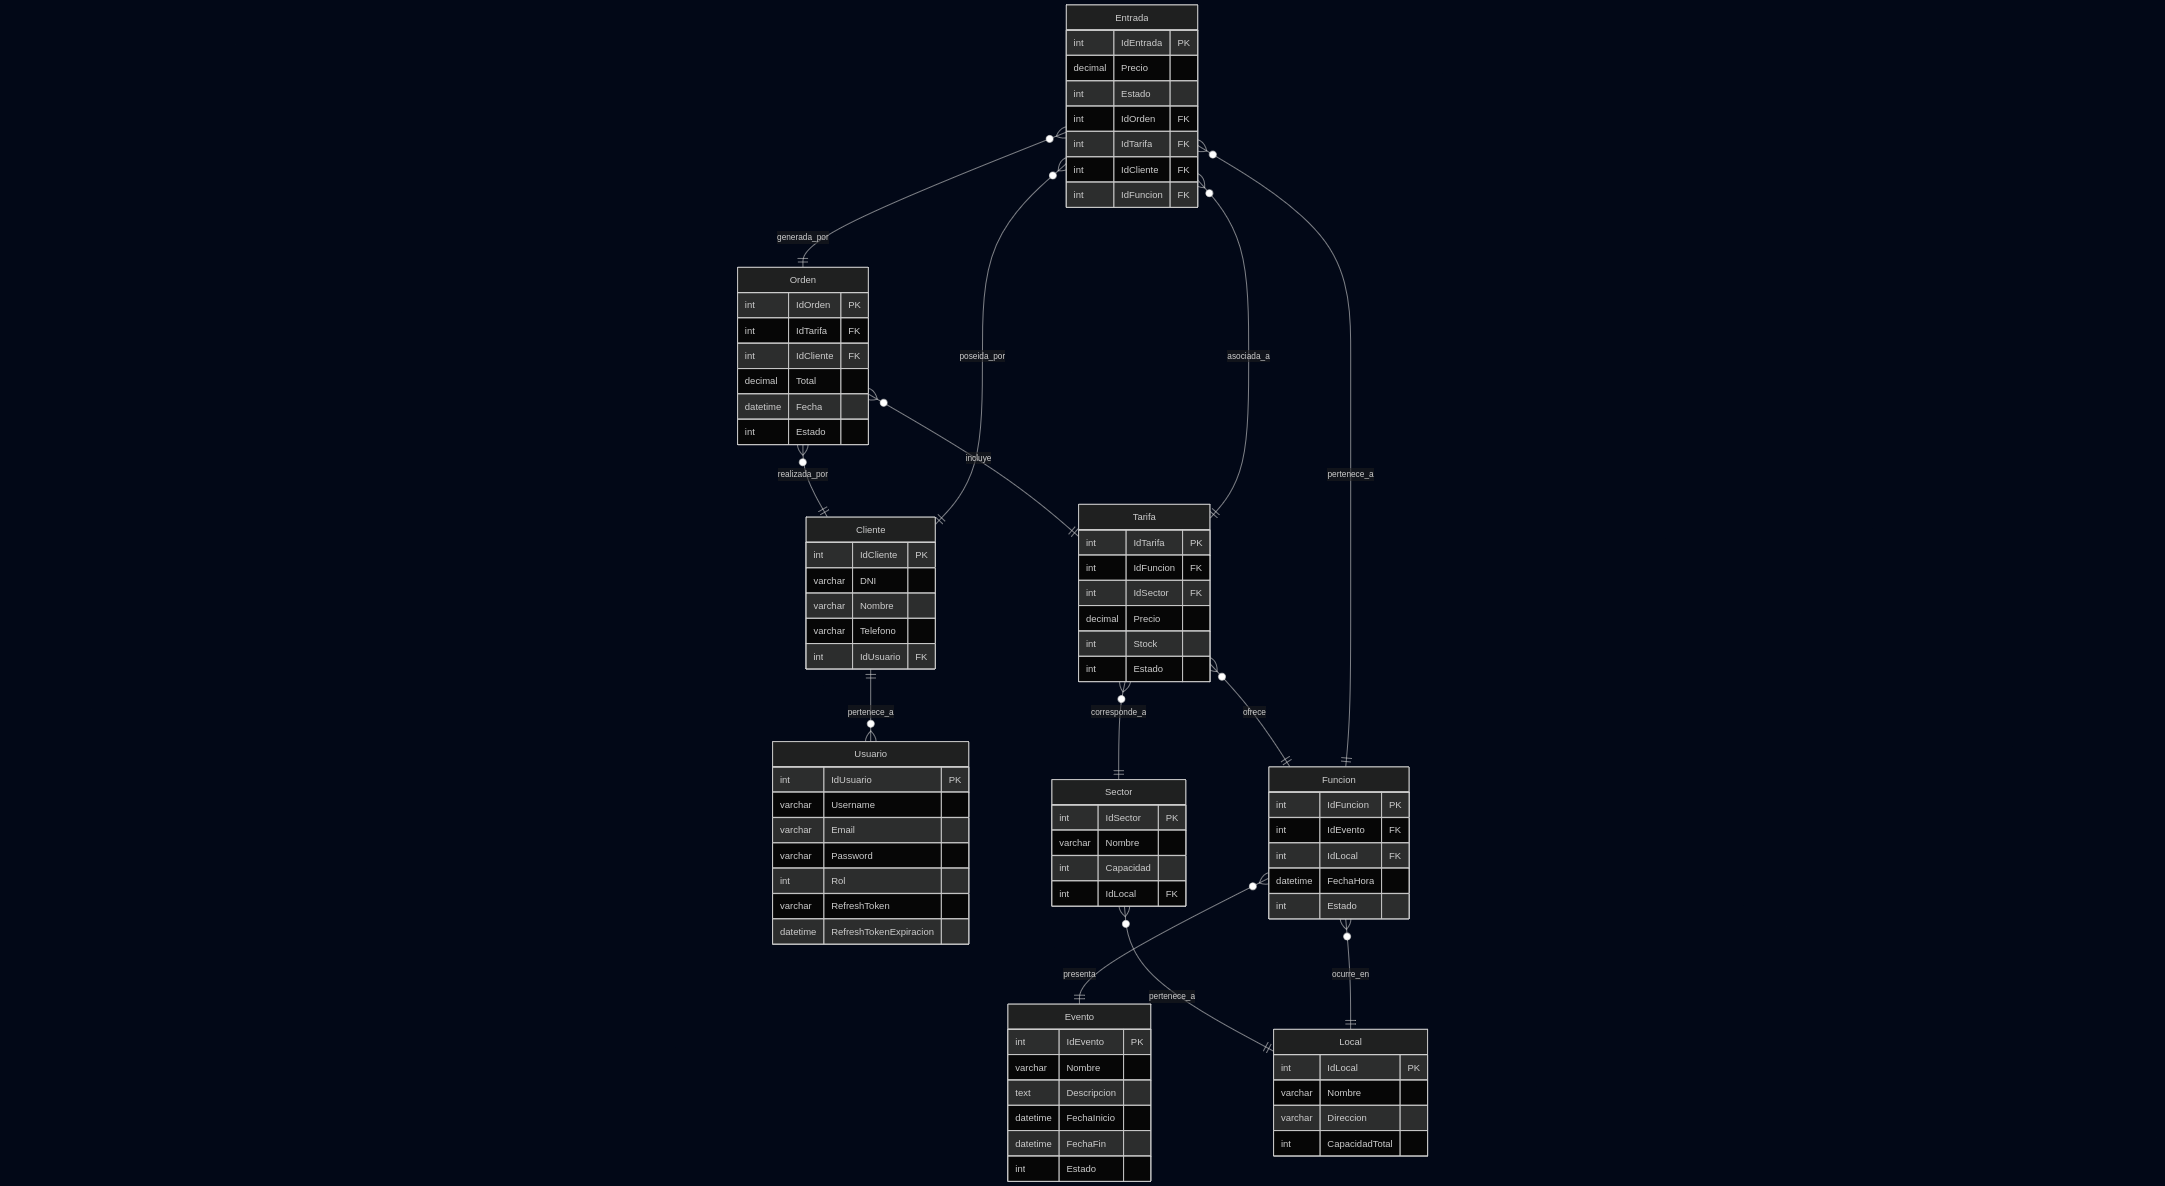 Entrada
int IdEntrada PK
decimal Precio
int Estado
int IdOrden FK
int IdTarifa FK
int IdCliente FK
int IdFuncion FK
generada_por
Orden
int IdOrden PK
int IdTarifa FK
int IdCliente FK
decimal Total
datetime Fecha
int Estado
poseida_por
asociada_a
incluye
realizada_por
pertenece_a
Cliente
int IdCliente PK
varchar DNI
varchar Nombre
varchar Telefono
int IdUsuario FK
Tarifa
int IdTarifa PK
int IdFuncion FK
int IdSector FK
decimal Precio
int Stock
int Estado
pertenece_a
corresponde_a
ofrece
Usuario
int IdUsuario PK
varchar Username
varchar Email
varchar Password
int Rol
varchar RefreshToken
datetime RefreshTokenExpiracion
Sector
int IdSector PK
varchar Nombre
int Capacidad
int IdLocal FK
Funcion
int IdFuncion PK
int IdEvento FK
int IdLocal FK
datetime FechaHora
int Estado
presenta
pertenece_a
ocurre_en
Evento
int IdEvento PK
varchar Nombre
text Descripcion
datetime FechaInicio
datetime FechaFin
int Estado
Local
int IdLocal PK
varchar Nombre
varchar Direccion
int CapacidadTotal